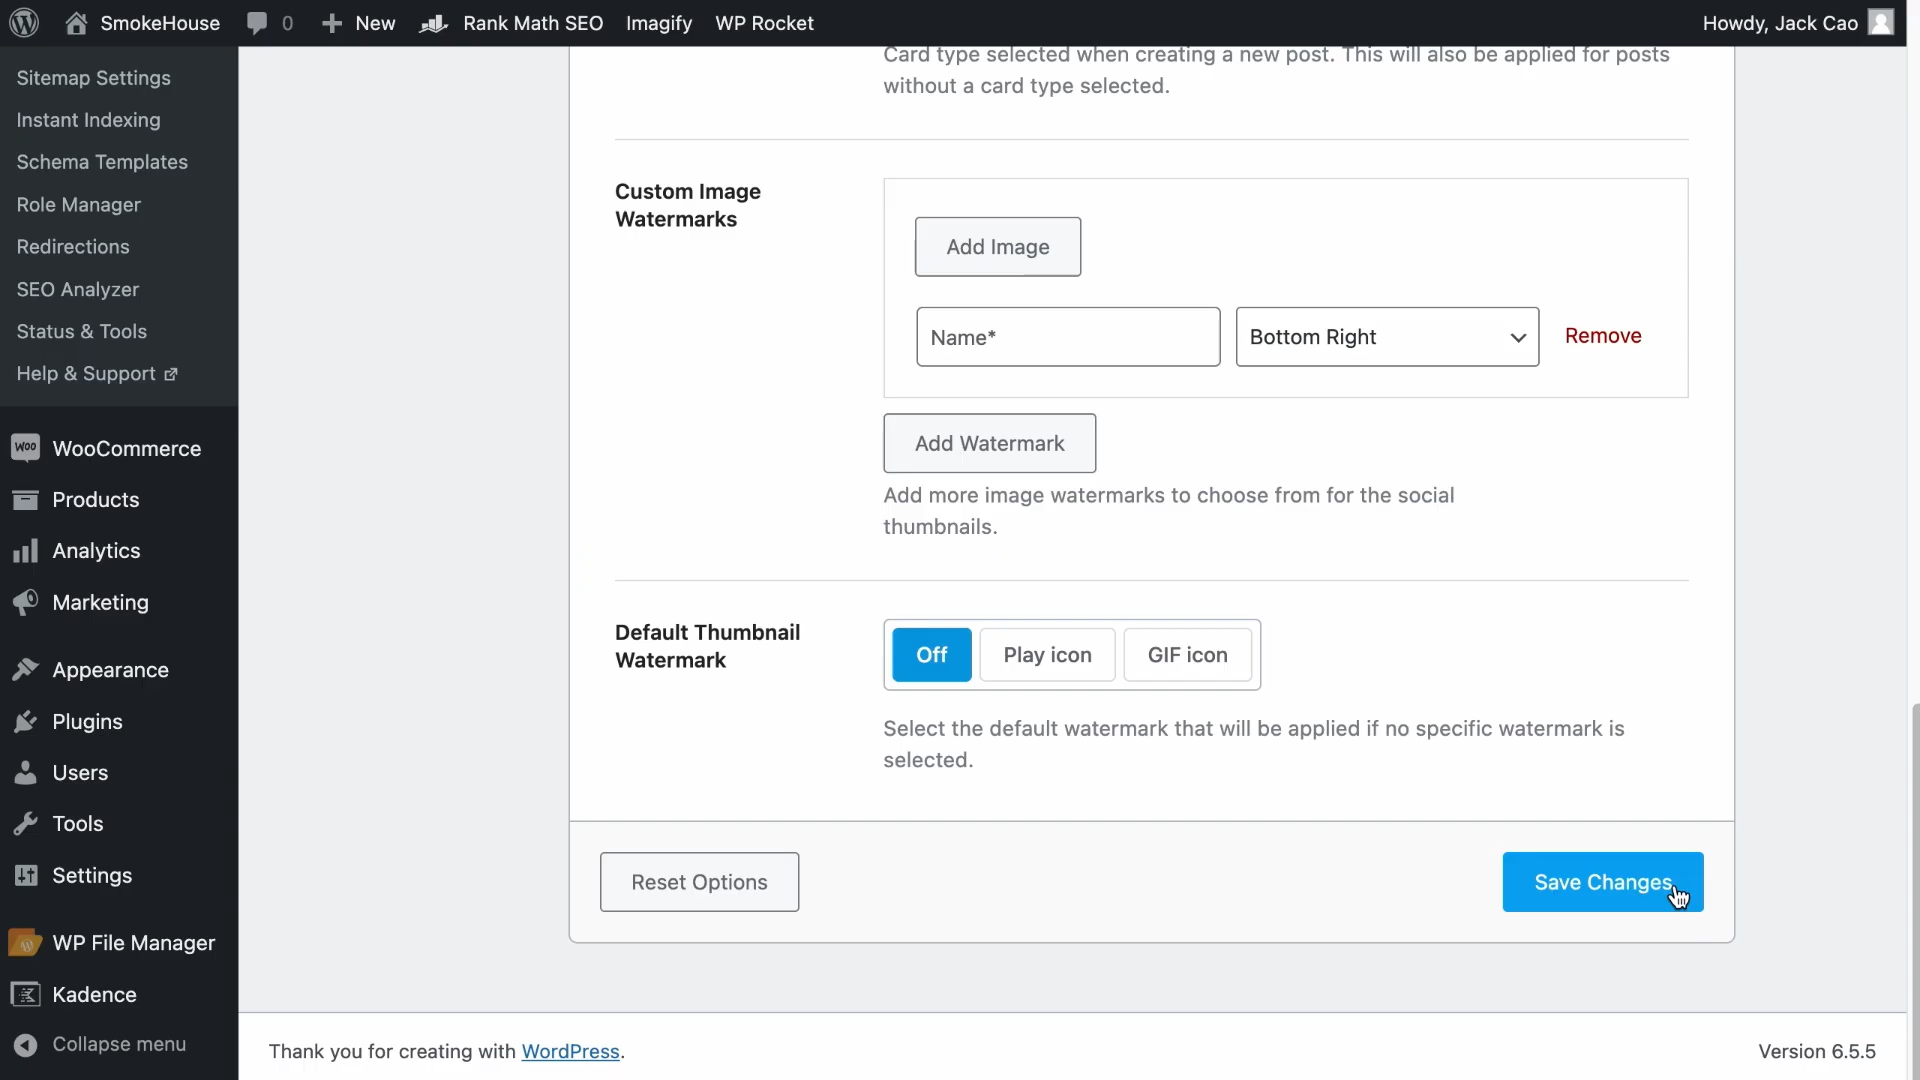 SmokeHouse 0 New Rank Math SEO Imagify WP Rocket Howdy, Jack Cao
Sitemap Settings
Instant Indexing
Schema Templates
Role Manager
Redirections
SEO Analyzer
Status & Tools
Help & Support
WooCommerce
Products
Analytics
Marketing
Appearance
Plugins
Users
Tools
Settings
WP File Manager
Kadence
Collapse menu
Card type selected when creating a new post. This will also be applied for posts
without a card type selected.
Custom Image
Watermarks
Add Image
Name* Bottom Right Remove
Add Watermark
Add more image watermarks to choose from for the social
thumbnails.
Default Thumbnail
Watermark
Off Play icon GIF icon
Select the default watermark that will be applied if no specific watermark is
selected.
Reset Options Save Changes
Thank you for creating with WordPress. Version 6.5.5